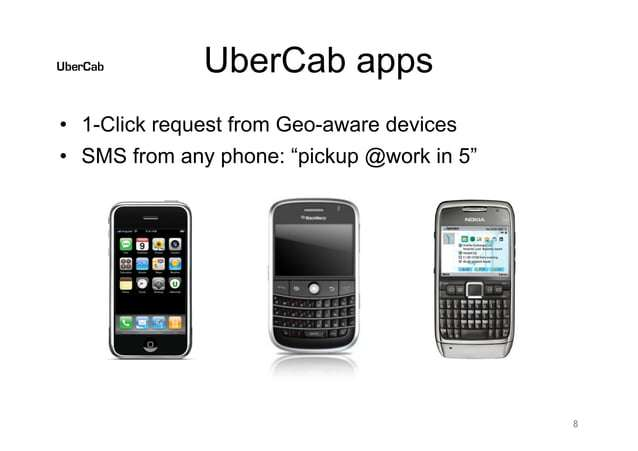 UberCab
UberCab apps
• 1-Click request from Geo-aware devices
• SMS from any phone: “pickup @work in 5”
BlackBerry
NOKIA
9
8